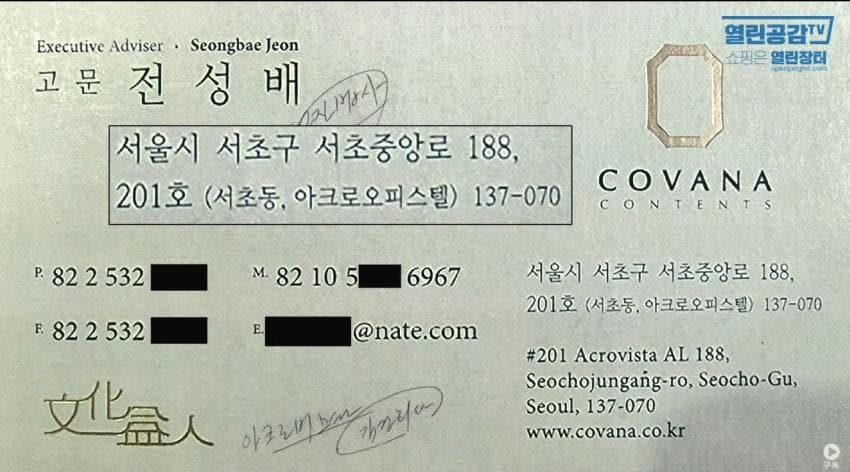 Executive Adviser · Seongbae Jeon
고문 전성배
서울시 서초구 서초중앙로 188,
201호 (서초동, 아크로오피스텔) 137-070
P. 82 2 532
M. 82 10 5 6967
F. 82 2 532
E. @nate.com
文化益人
열린공감TV
쇼핑은 열린장터
openjangter.com
COVANA
CONTENTS
서울시 서초구 서초중앙로 188,
201호 (서초동, 아크로오피스텔) 137-070
#201 Acrovista AL 188,
Seochojungang-ro, Seocho-Gu,
Seoul, 137-070
www.covana.co.kr
구독